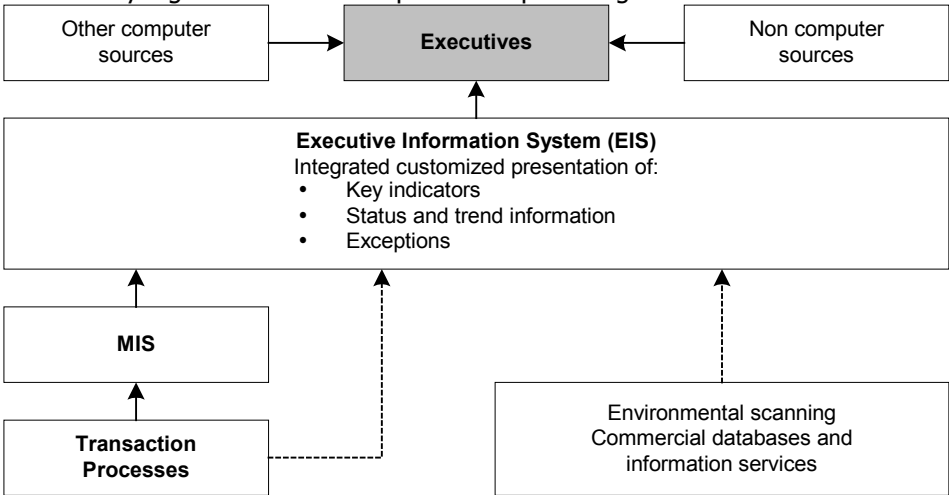 Other computer
sources
Executives
Non computer
sources
Executive Information System (EIS)
Integrated customized presentation of:
• Key indicators
• Status and trend information
• Exceptions
MIS
Transaction
Processes
Environmental scanning
Commercial databases and
information services